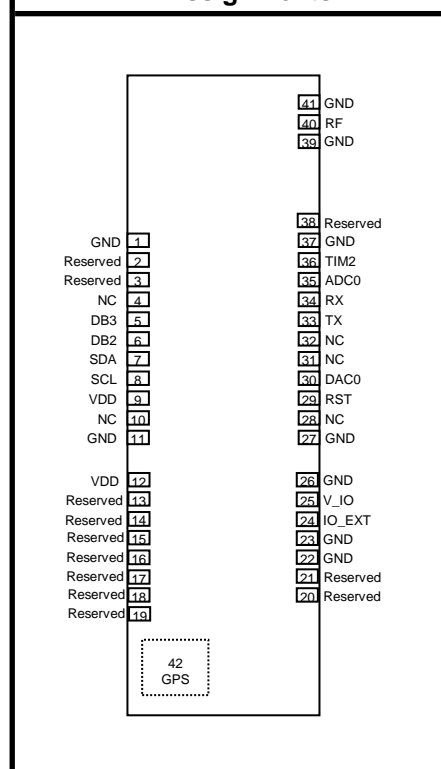 41 GND
40 RF
39 GND
38 Reserved
GND 1 37 GND
Reserved 2 36 TIM2
Reserved 3 35 ADC0
NC 4 34 RX
DB3 5 33 TX
DB2 6 32 NC
SDA 7 31 NC
SCL 8 30 DAC0
VDD 9 29 RST
NC 10 28 NC
GND 11 27 GND
VDD 12 26 GND
Reserved 13 25 V_IO
Reserved 14 24 IO_EXT
Reserved 15 23 GND
Reserved 16 22 GND
Reserved 17 21 Reserved
Reserved 18 20 Reserved
Reserved 19
42
GPS